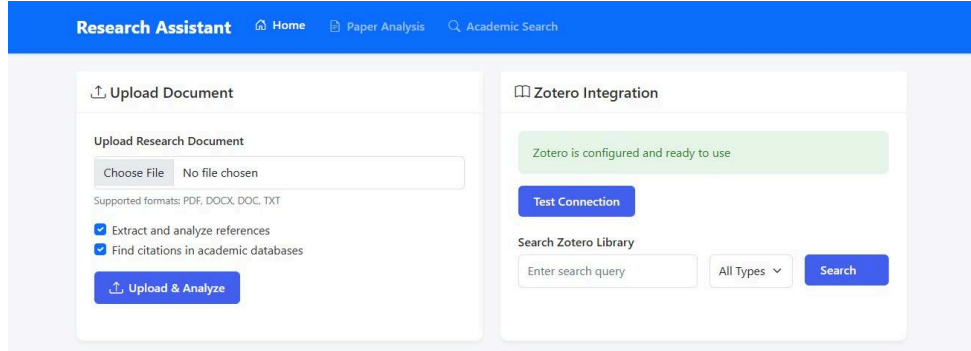 Research Assistant Home Paper Analysis Academic Search
Upload Document
Upload Research Document
Choose File No file chosen
Supported formats: PDF, DOCX, DOC, TXT
Extract and analyze references
Find citations in academic databases
Upload & Analyze
Zotero Integration
Zotero is configured and ready to use
Test Connection
Search Zotero Library
Enter search query All Types Search